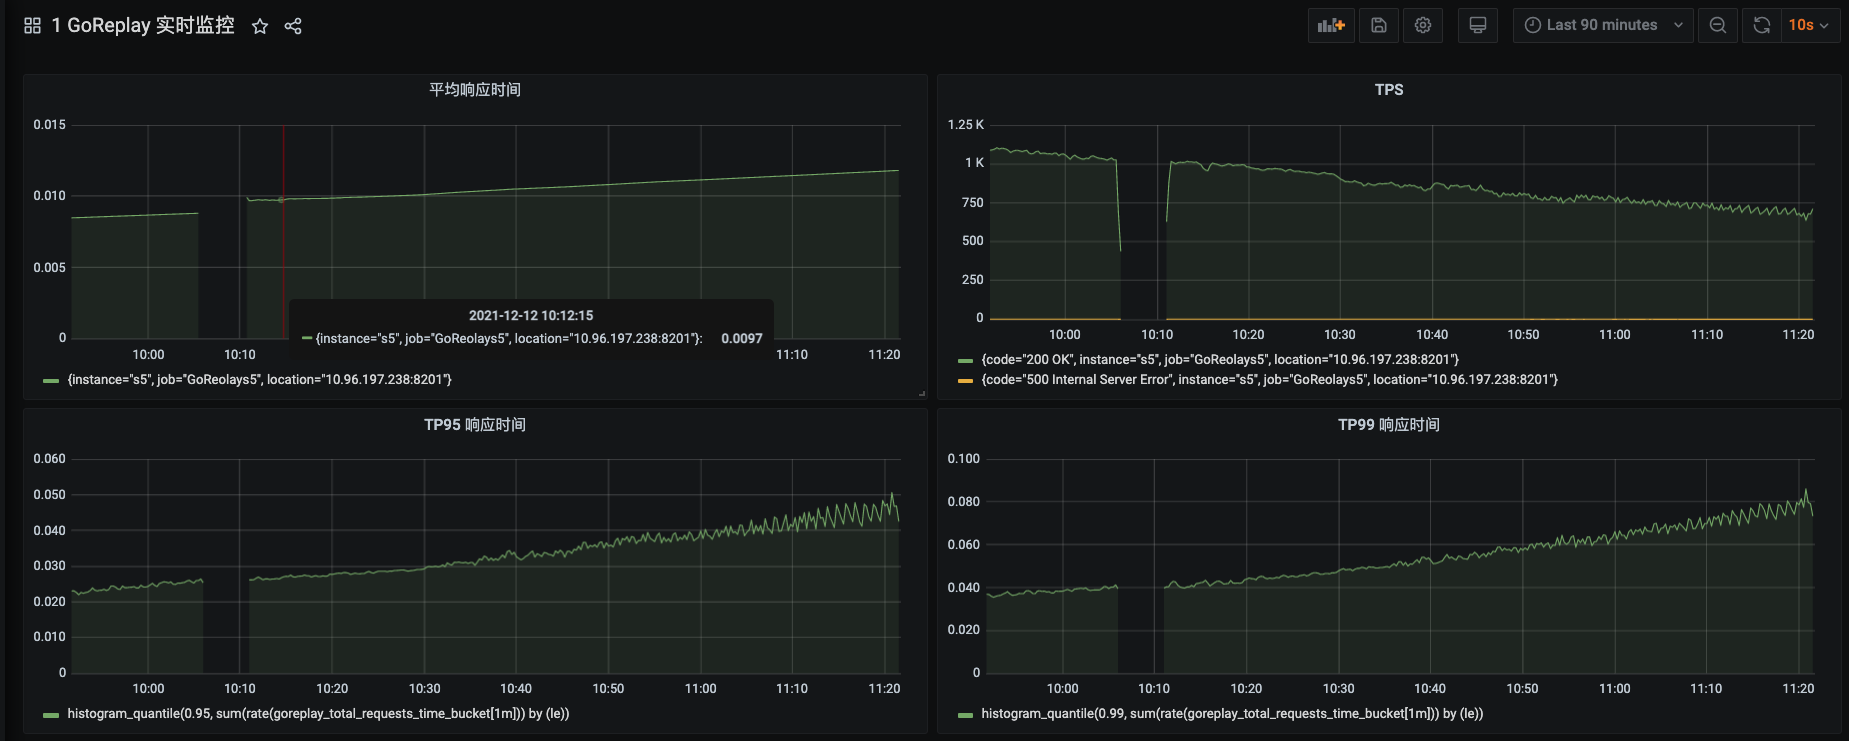 1 GoReplay 实时监控
Last 90 minutes
10s
平均响应时间
0.015
0.010
0.005
0
10:00 10:10 11:10 11:20
2021-12-12 10:12:15
{instance="s5", job="GoReolays5", location="10.96.197.238:8201"}: 0.0097
{instance="s5", job="GoReolays5", location="10.96.197.238:8201"}
TPS
1.25 K
1 K
750
500
250
0
10:00 10:10 10:20 10:30 10:40 10:50 11:00 11:10 11:20
{code="200 OK", instance="s5", job="GoReolays5", location="10.96.197.238:8201"}
{code="500 Internal Server Error", instance="s5", job="GoReolays5", location="10.96.197.238:8201"}
TP95 响应时间
0.060
0.050
0.040
0.030
0.020
0.010
0
10:00 10:10 10:20 10:30 10:40 10:50 11:00 11:10 11:20
histogram_quantile(0.95, sum(rate(goreplay_total_requests_time_bucket[1m])) by (le))
TP99 响应时间
0.100
0.080
0.060
0.040
0.020
0
10:00 10:10 10:20 10:30 10:40 10:50 11:00 11:10 11:20
histogram_quantile(0.99, sum(rate(goreplay_total_requests_time_bucket[1m])) by (le))